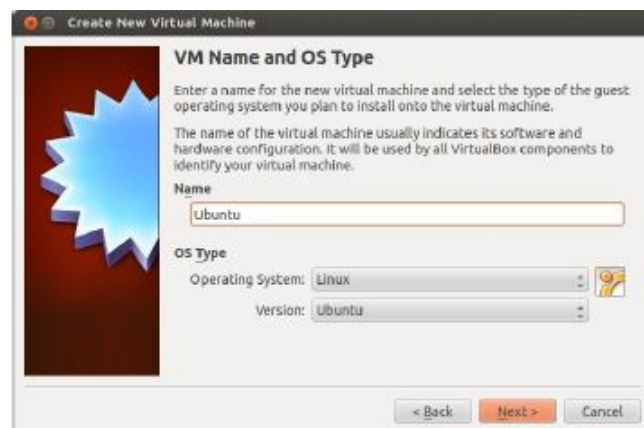 Create New Virtual Machine
VM Name and OS Type
Enter a name for the new virtual machine and select the type of the guest
operating system you plan to install onto the virtual machine.
The name of the virtual machine usually indicates its software and
hardware configuration. It will be used by all VirtualBox components to
identify your virtual machine.
Name
Ubuntu
OS Type
Operating System: Linux
Version: Ubuntu
< Back Next > Cancel